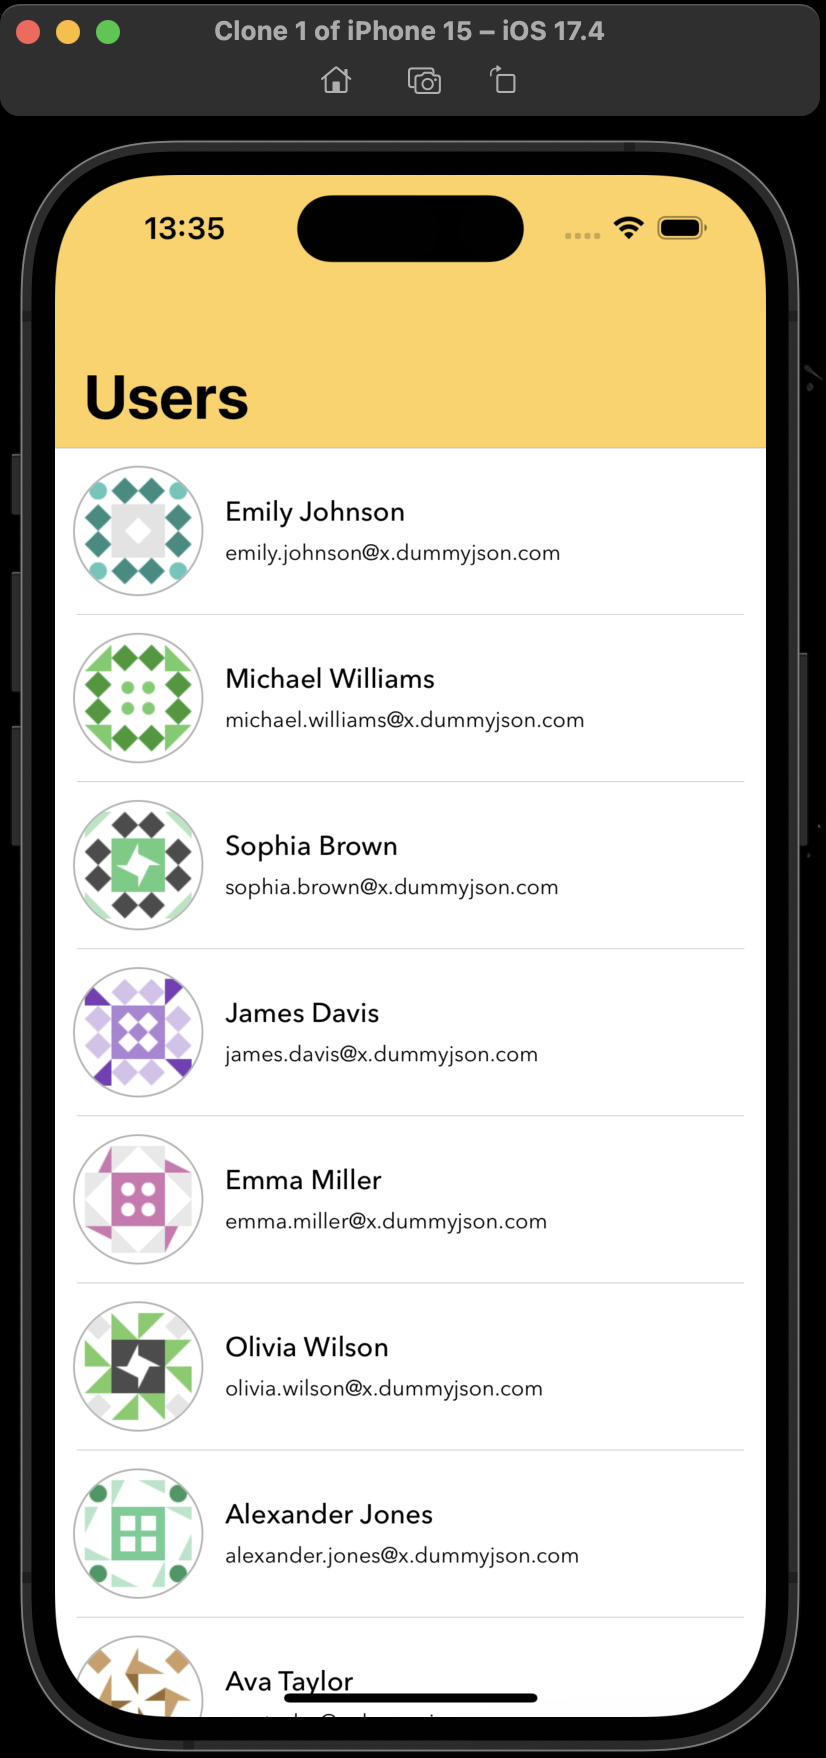 Clone 1 of iPhone 15 – iOS 17.4
13:35
Users
Emily Johnson
emily.johnson@x.dummyjson.com
Michael Williams
michael.williams@x.dummyjson.com
Sophia Brown
sophia.brown@x.dummyjson.com
James Davis
james.davis@x.dummyjson.com
Emma Miller
emma.miller@x.dummyjson.com
Olivia Wilson
olivia.wilson@x.dummyjson.com
Alexander Jones
alexander.jones@x.dummyjson.com
Ava Taylor